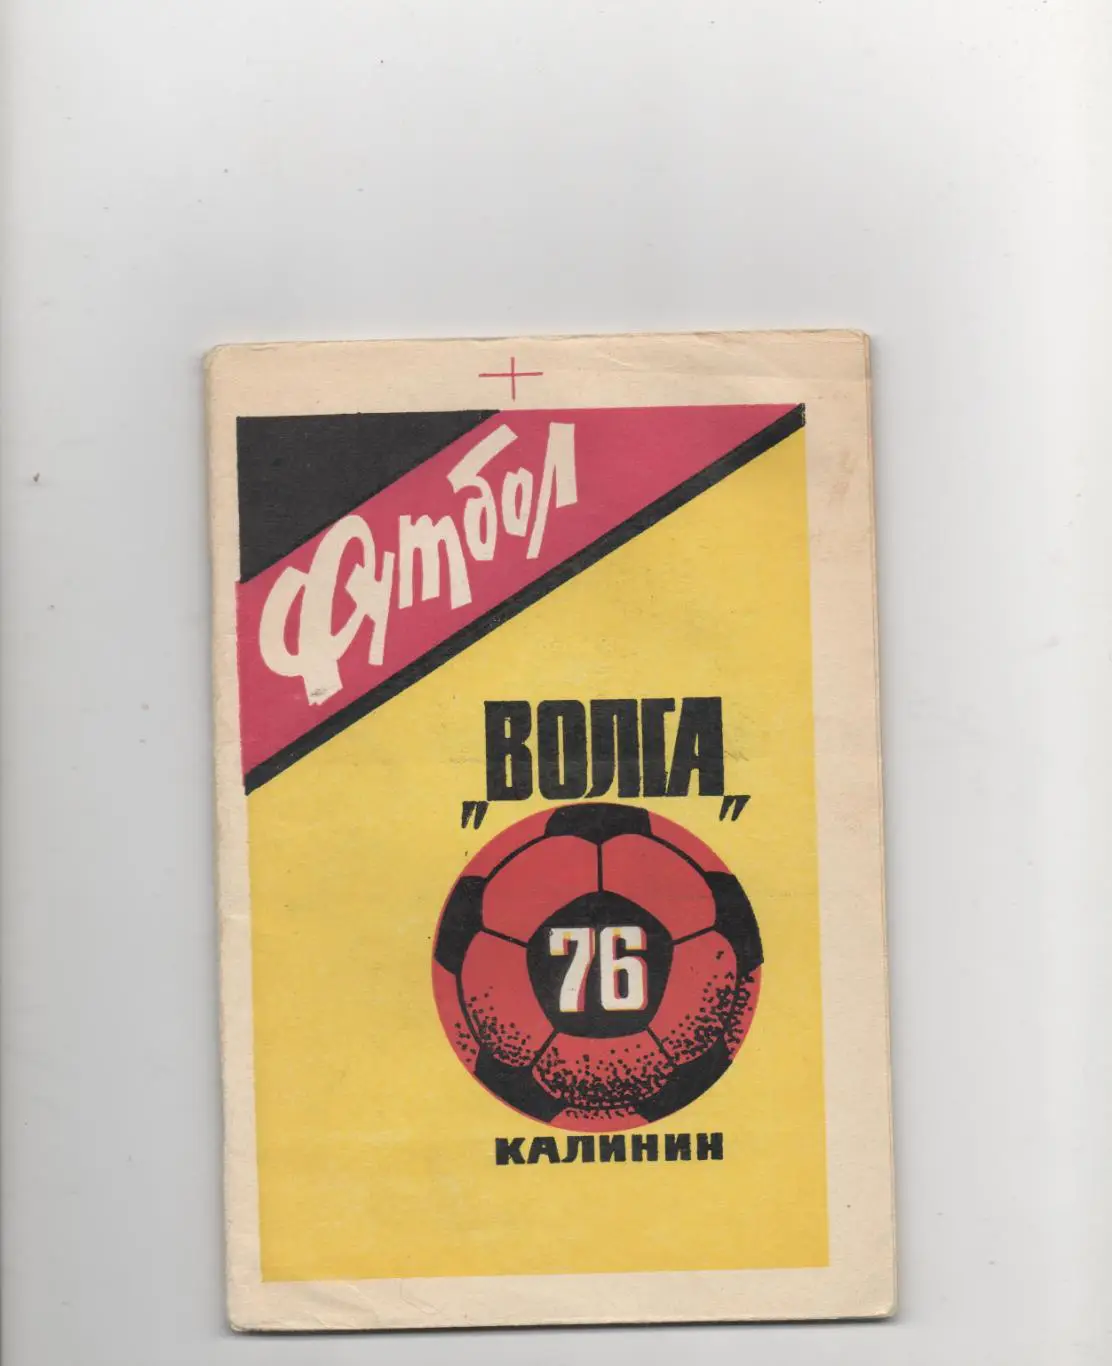 Футбол
„ВОЛГА„
76
КАЛИНИН